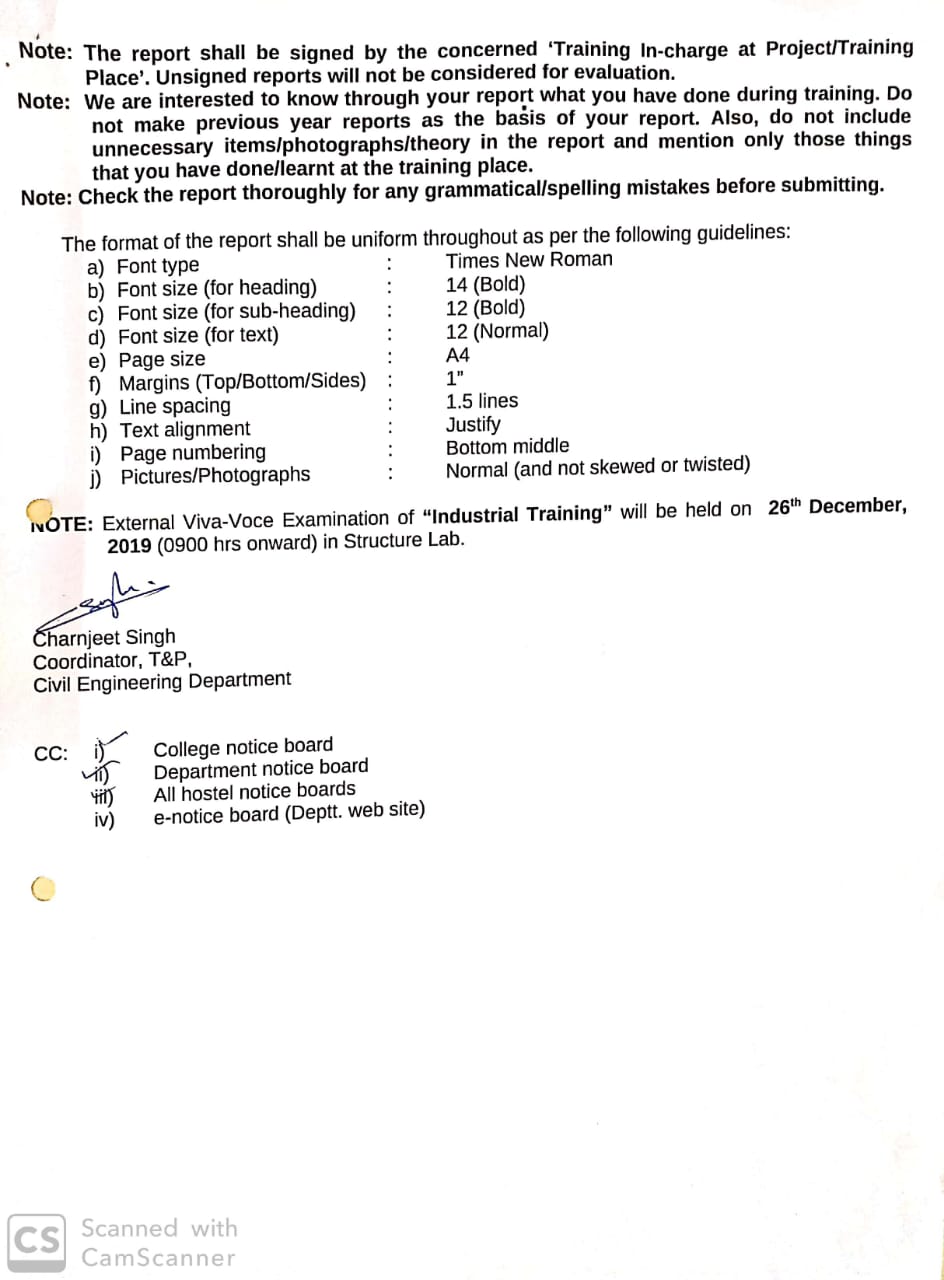 Note: The report shall be signed by the concerned ‘Training In-charge at Project/Training
Place’. Unsigned reports will not be considered for evaluation.
Note: We are interested to know through your report what you have done during training. Do
not make previous year reports as the basis of your report. Also, do not include
unnecessary items/photographs/theory in the report and mention only those things
that you have done/learnt at the training place.
Note: Check the report thoroughly for any grammatical/spelling mistakes before submitting.
The format of the report shall be uniform throughout as per the following guidelines:
a) Font type : Times New Roman
b) Font size (for heading) : 14 (Bold)
c) Font size (for sub-heading) : 12 (Bold)
d) Font size (for text) : 12 (Normal)
e) Page size : A4
f) Margins (Top/Bottom/Sides) : 1”
g) Line spacing : 1.5 lines
h) Text alignment : Justify
i) Page numbering : Bottom middle
j) Pictures/Photographs : Normal (and not skewed or twisted)
NOTE: External Viva-Voce Examination of “Industrial Training” will be held on 26th December,
2019 (0900 hrs onward) in Structure Lab.
Charnjeet Singh
Coordinator, T&P,
Civil Engineering Department
CC: i) College notice board
ii) Department notice board
iii) All hostel notice boards
iv) e-notice board (Deptt. web site)
CS Scanned with
CamScanner